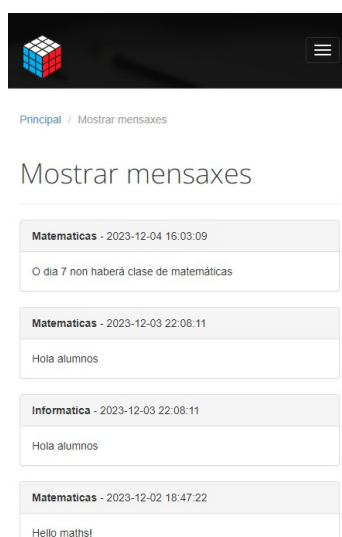 Principal / Mostrar mensaxes
Mostrar mensaxes
Matematicas - 2023-12-04 16:03:09
O dia 7 non haberá clase de matemáticas
Matematicas - 2023-12-03 22:08:11
Hola alumnos
Informatica - 2023-12-03 22:08:11
Hola alumnos
Matematicas - 2023-12-02 18:47:22
Hello maths!